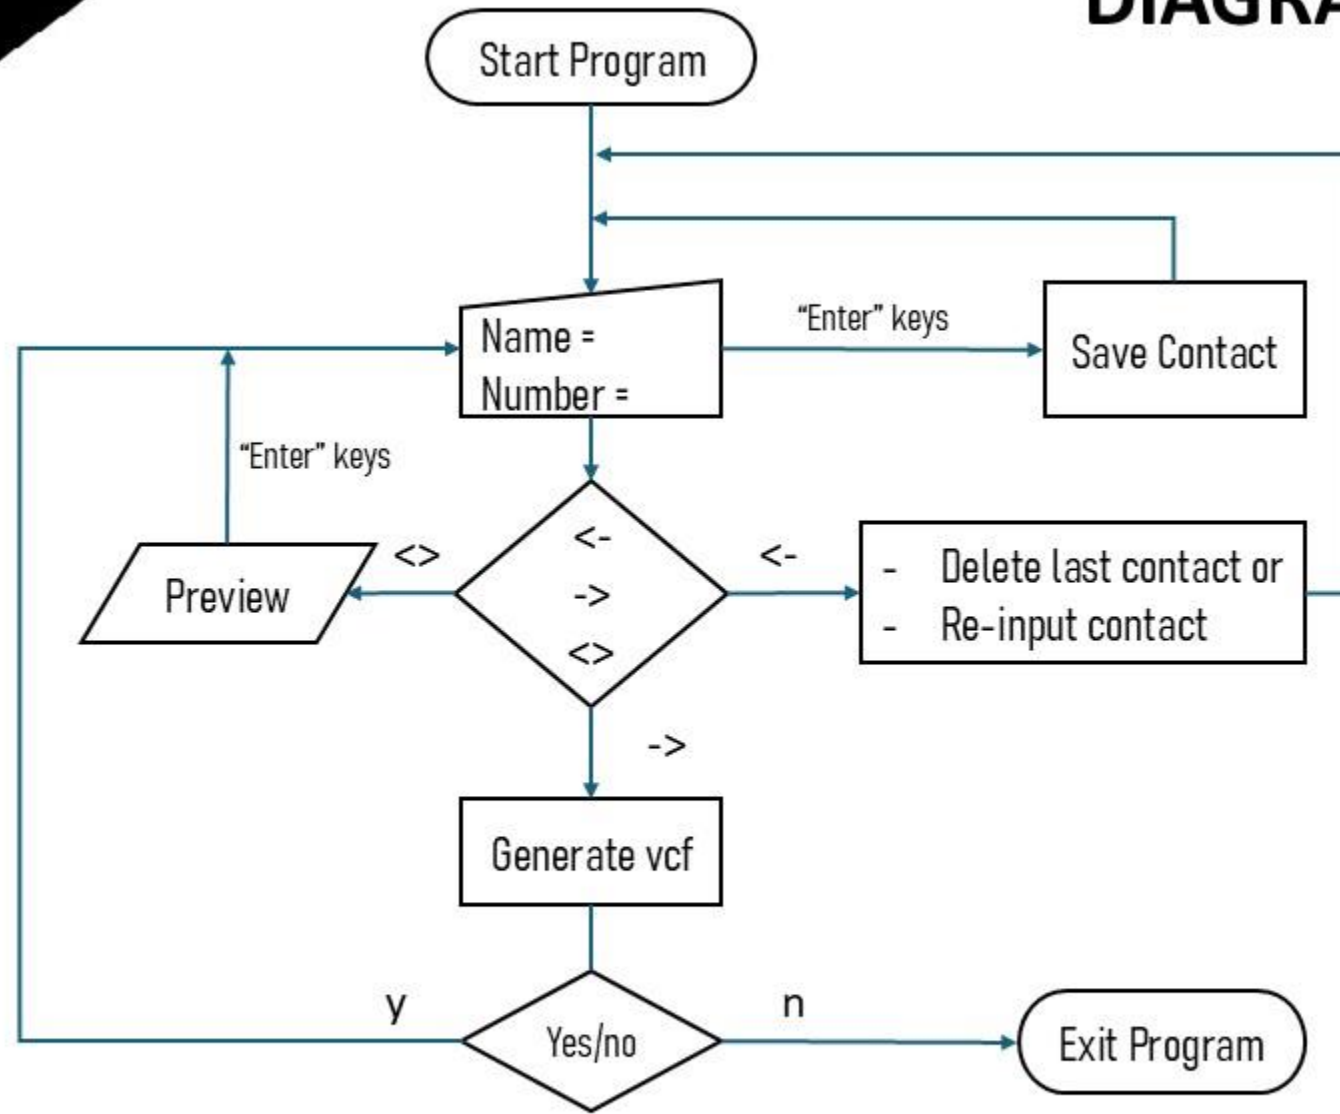 Start Program
Name =
Number =
“Enter” keys
Save Contact
“Enter” keys
Preview
<>
<-
->
<>
<-
- Delete last contact or
- Re-input contact
->
Generate vcf
y
Yes/no
n
Exit Program